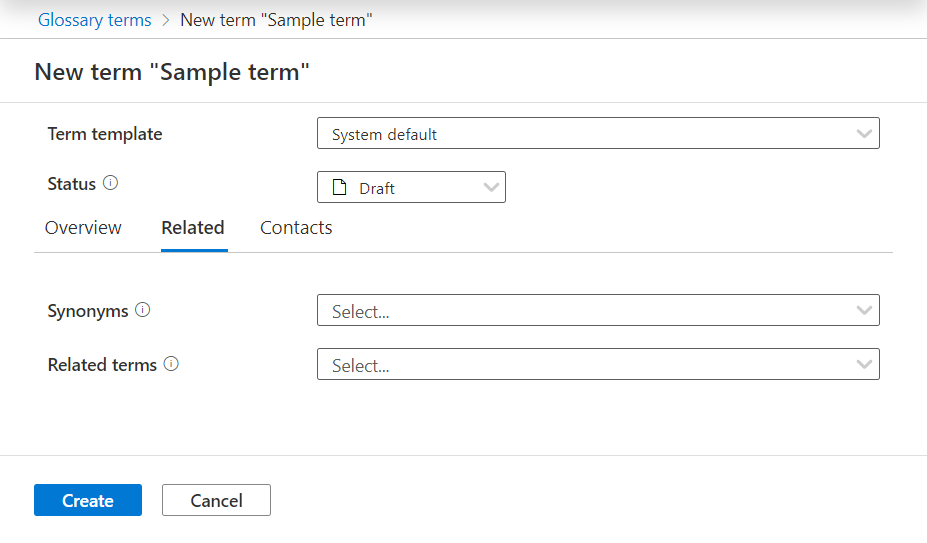 Glossary terms > New term "Sample term"
New term "Sample term"
Term template System default
Status Draft
Overview Related Contacts
Synonyms Select...
Related terms Select...
Create Cancel